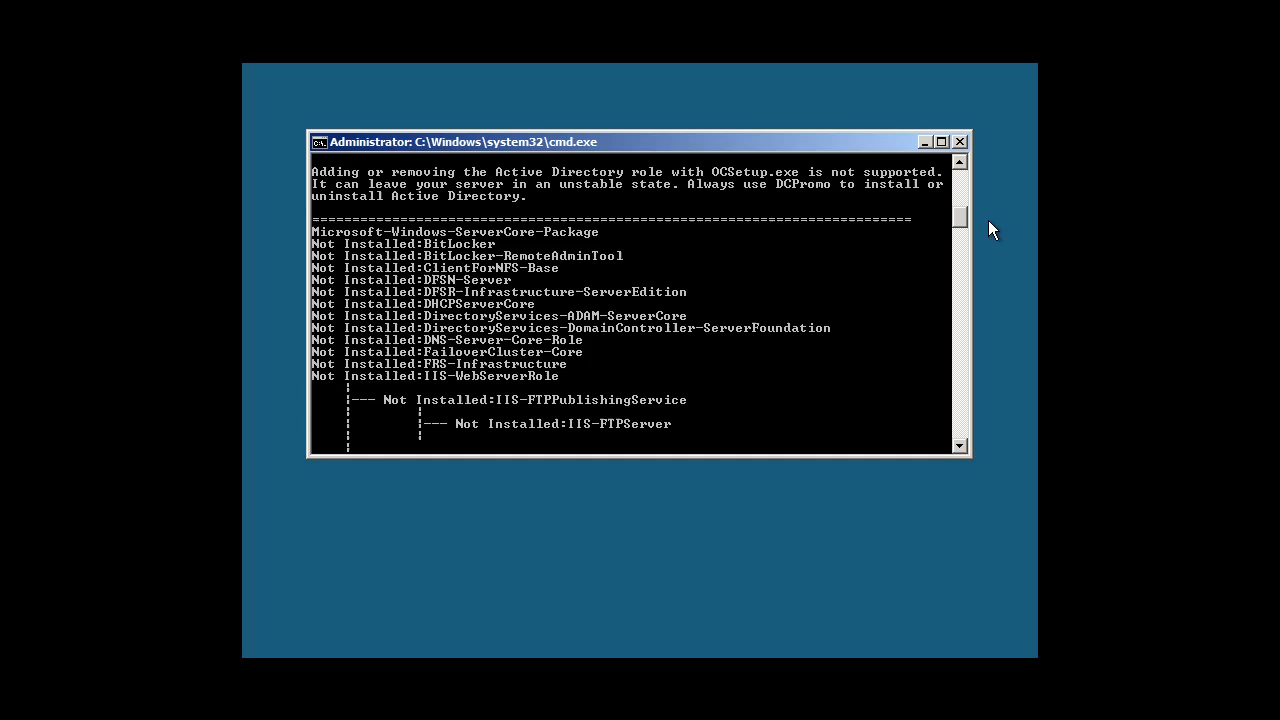 Administrator: C:\Windows\system32\cmd.exe
Adding or removing the Active Directory role with OCSetup.exe is not supported.
It can leave your server in an unstable state. Always use DCPromo to install or
uninstall Active Directory.
===========================================================================
Microsoft-Windows-ServerCore-Package
Not Installed:BitLocker
Not Installed:BitLocker-RemoteAdminTool
Not Installed:ClientForNFS-Base
Not Installed:DFSN-Server
Not Installed:DFSR-Infrastructure-ServerEdition
Not Installed:DHCPServerCore
Not Installed:DirectoryServices-ADAM-ServerCore
Not Installed:DirectoryServices-DomainController-ServerFoundation
Not Installed:DNS-Server-Core-Role
Not Installed:FailoverCluster-Core
Not Installed:FRS-Infrastructure
Not Installed:IIS-WebServerRole
|--- Not Installed:IIS-FTPPublishingService
|--- Not Installed:IIS-FTPServer